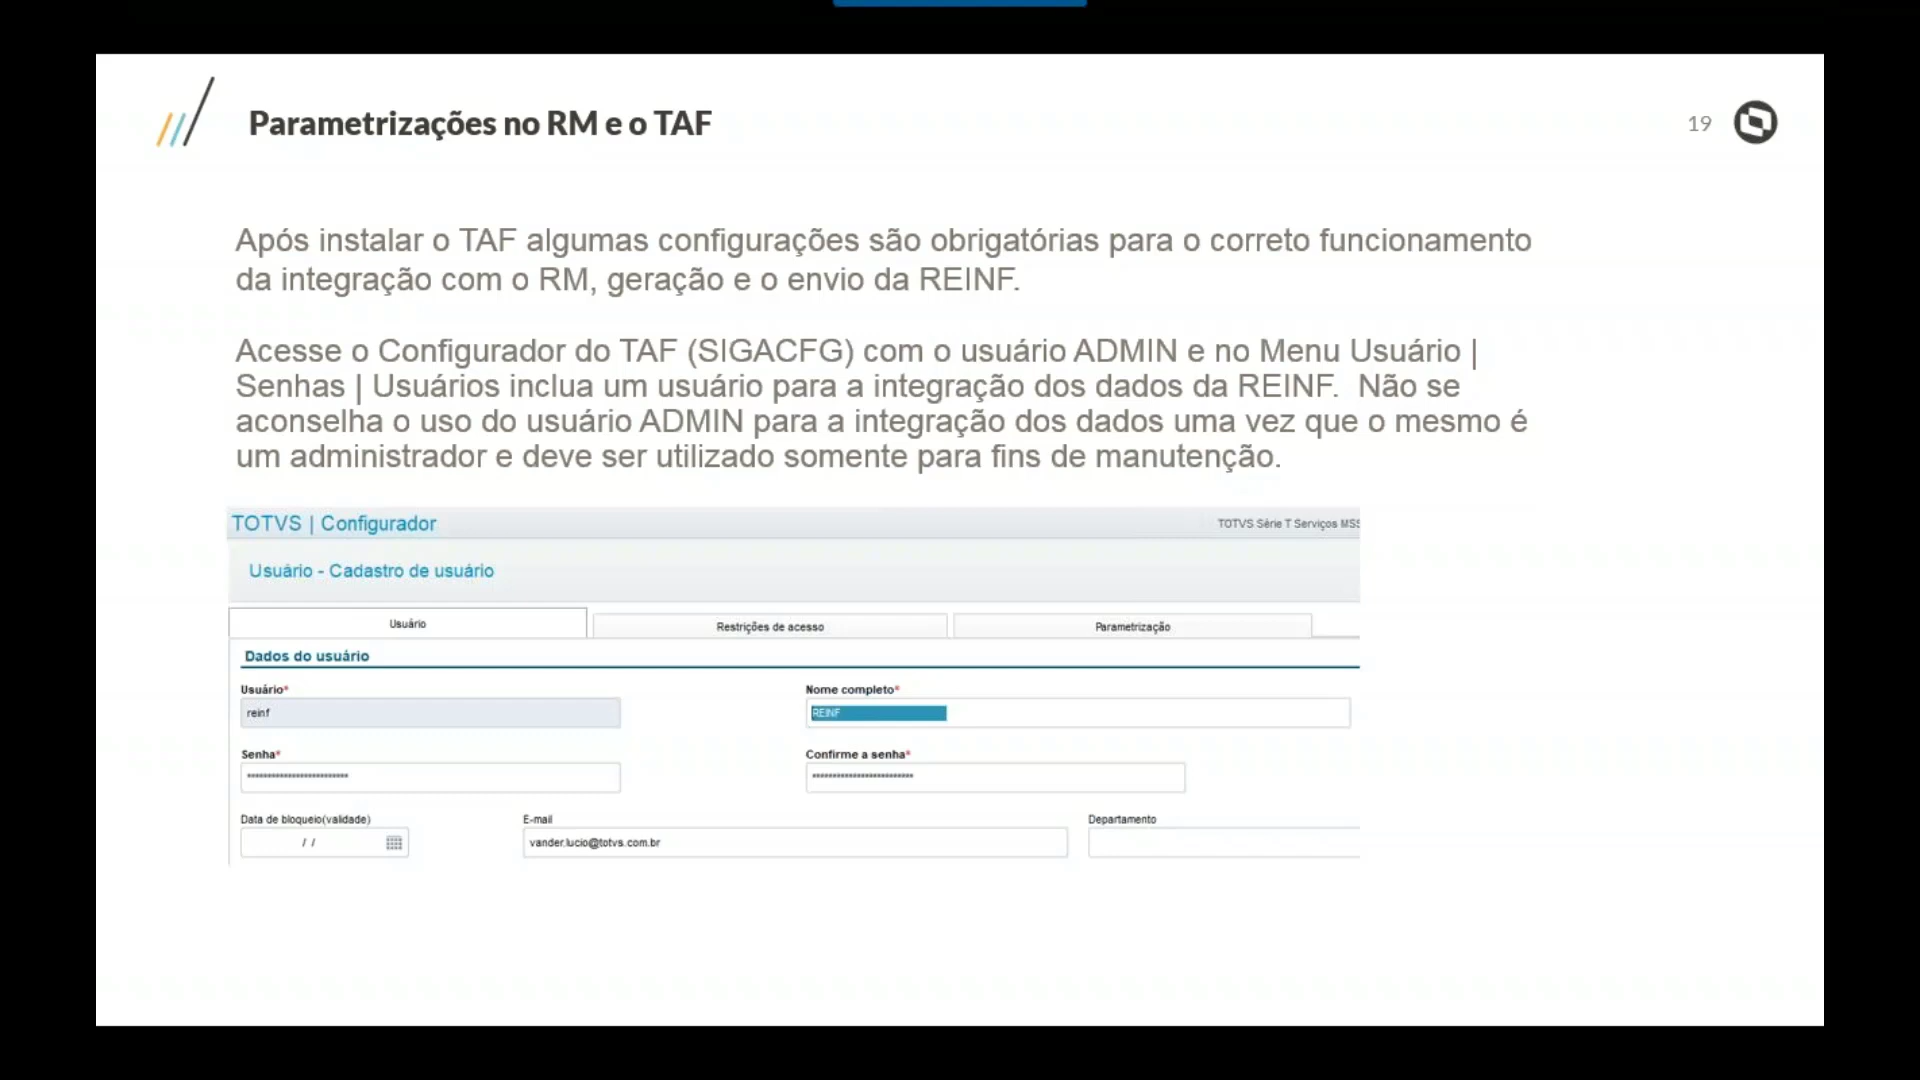 Parametrizações no RM e o TAF
19
Após instalar o TAF algumas configurações são obrigatórias para o correto funcionamento
da integração com o RM, geração e o envio da REINF.
Acesse o Configurador do TAF (SIGACFG) com o usuário ADMIN e no Menu Usuário |
Senhas | Usuários inclua um usuário para a integração dos dados da REINF.  Não se
aconselha o uso do usuário ADMIN para a integração dos dados uma vez que o mesmo é
um administrador e deve ser utilizado somente para fins de manutenção.
TOTVS | Configurador
TOTVS Série T Serviços MSS
Usuário - Cadastro de usuário
Usuário
Restrições de acesso
Parametrização
Dados do usuário
Usuário*
Nome completo*
reinf
REINF
Senha*
Confirme a senha*
*************************
*************************
Data de bloqueio(validade)
E-mail
Departamento
/ /
vander.lucio@totvs.com.br